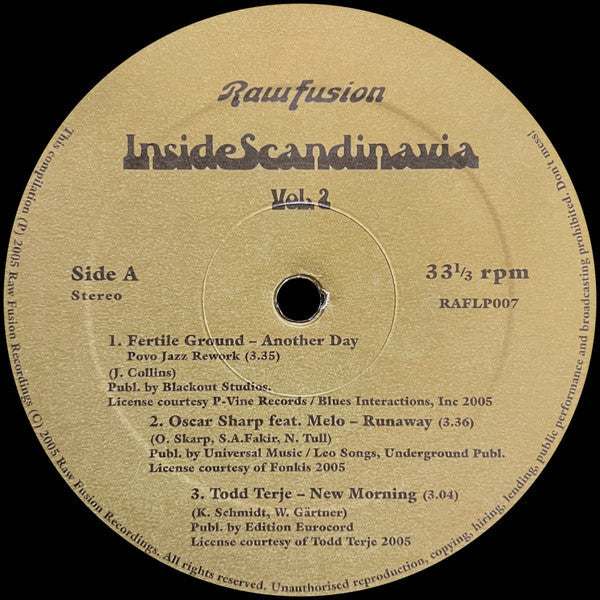 Rawfusion
InsideScandinavia
Vol. 2
Side A
Stereo
33⅓ rpm
RAFLP007
1. Fertile Ground – Another Day
Povo Jazz Rework (3.35)
(J. Collins)
Publ. by Blackout Studios.
License courtesy P-Vine Records / Blues Interactions, Inc 2005
2. Oscar Sharp feat. Melo – Runaway (3.36)
(O. Skarp, S.A.Fakir, N. Tull)
Publ. by Universal Music / Leo Songs, Underground Publ.
License courtesy of Fonkis 2005
3. Todd Terje – New Morning (3.04)
(K. Schmidt, W. Gärtner)
Publ. by Edition Eurocord
License courtesy of Todd Terje 2005
This compilation (P) 2005 Raw Fusion Recordings (C) 2005 Raw Fusion Recordings. All rights reserved. Unauthorised reproduction, copying, hiring, lending, public performance and broadcasting prohibited. Don't mess!